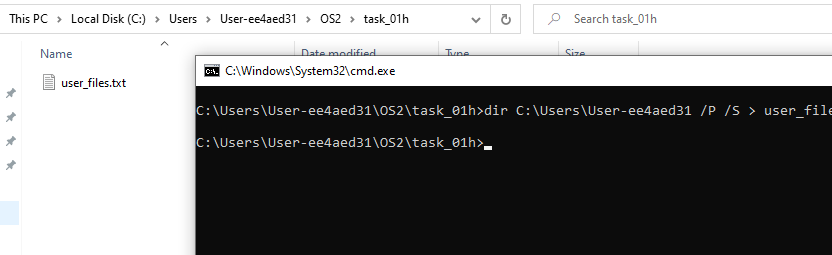 This PC > Local Disk (C:) > Users > User-ee4aed31 > OS2 > task_01h
Search task_01h
Name
Date modified
Type
Size
user_files.txt
C:\Windows\System32\cmd.exe
C:\Users\User-ee4aed31\OS2\task_01h>dir C:\Users\User-ee4aed31 /P /S > user_file
C:\Users\User-ee4aed31\OS2\task_01h>